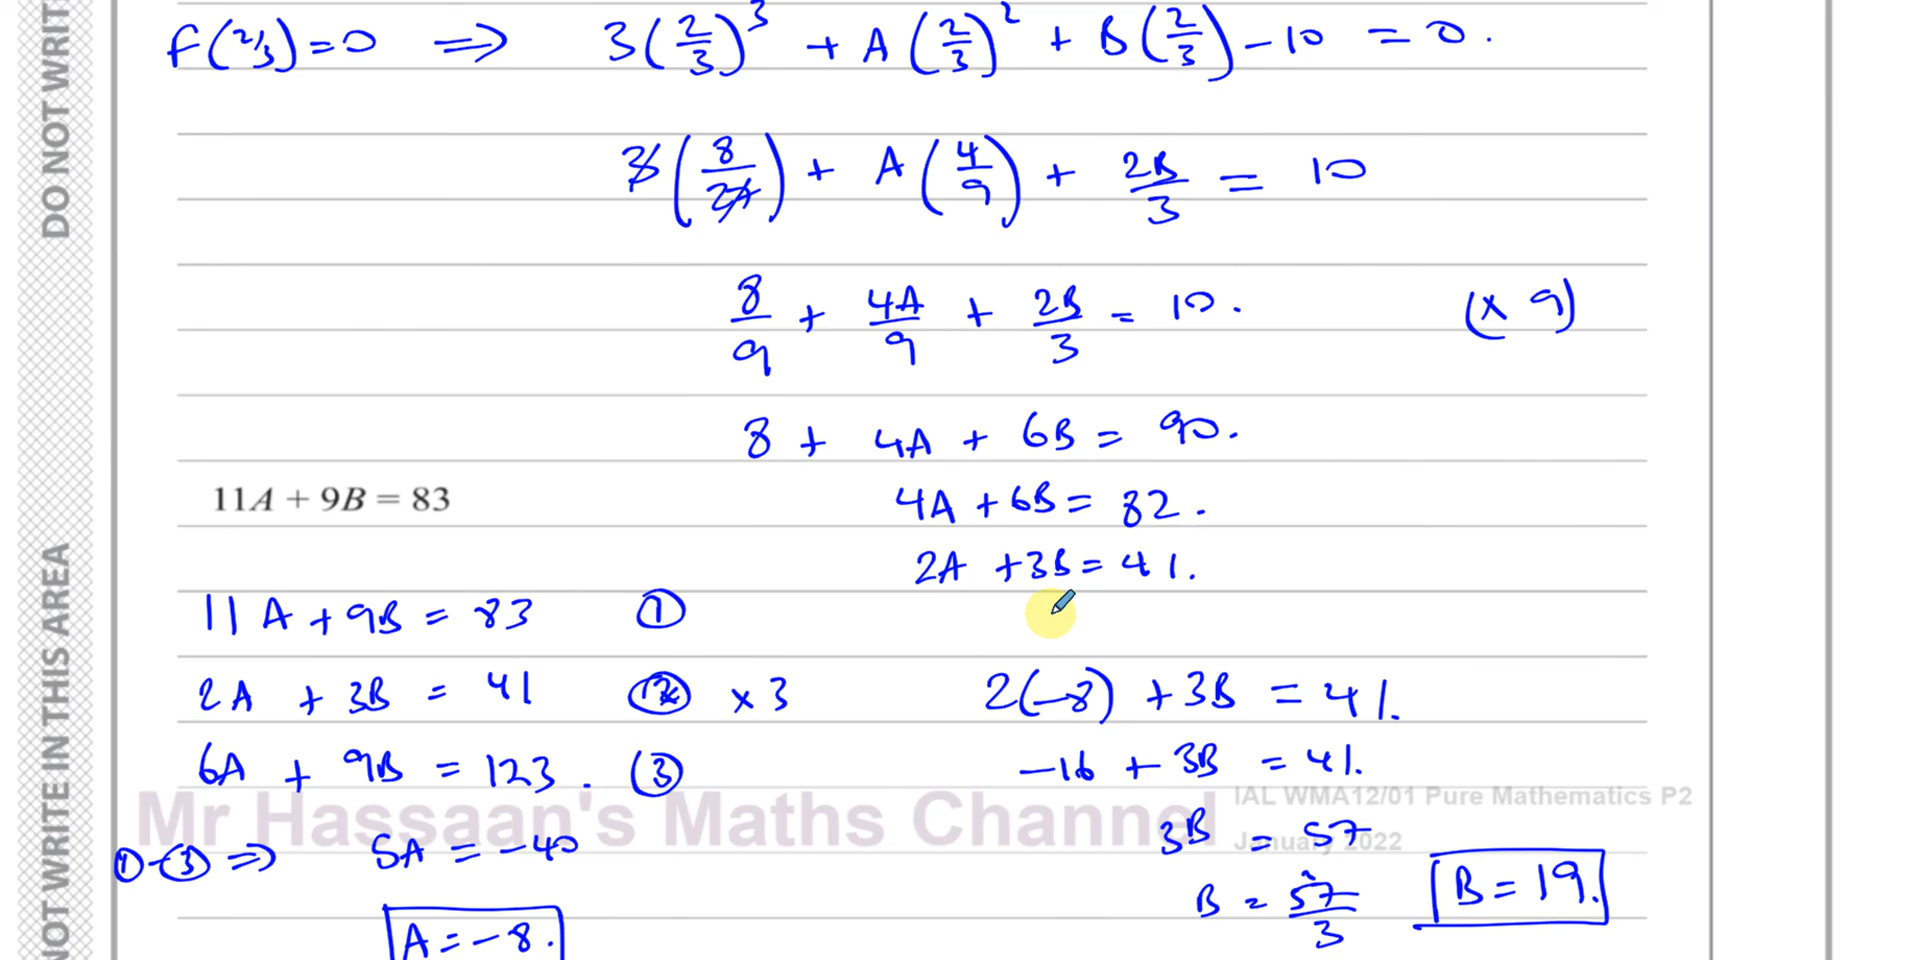 DO NOT WRIT
F(2/3)=0 ⇒ 3(2/3)³ + A(2/3)² + B(2/3) -10 = 0.
3(8/27) + A(4/9) + 2B/3 = 10
8/9 + 4A/9 + 2B/3 = 10. (× 9)
8 + 4A + 6B = 90.
11A + 9B = 83
4A + 6B = 82.
2A + 3B = 41.
NOT WRITE IN THIS AREA
11A + 9B = 83 ①
2A + 3B = 41 ② × 3
6A + 9B = 123. ③
①-③ ⇒ 5A = -40
A = -8.
2(-8) + 3B = 41.
-16 + 3B = 41.
3B = 57
B = 57/3
B = 19.
Mr Hassaan's Maths Channel
IAL WMA12/01 Pure Mathematics P2
January 2022